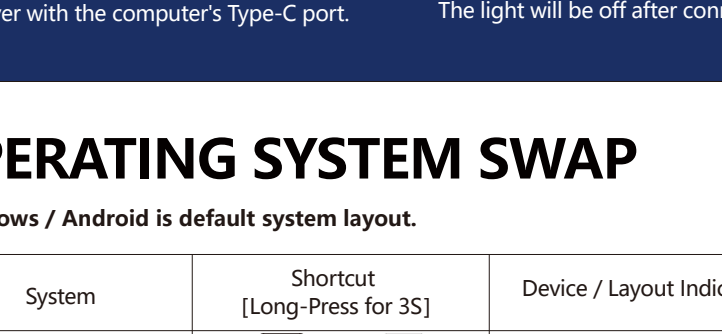 ver with the computer's Type-C port.
The light will be off after con
PERATING SYSTEM SWAP
ows / Android is default system layout.
System
Shortcut
[Long-Press for 3S]
Device / Layout Indic